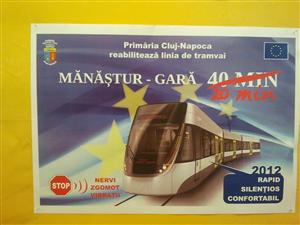 Primăria Cluj-Napoca
reabilitează linia de tramvai
MĂNĂȘTUR - GARĂ 40 MIN
20 min
STOP
NERVI
ZGOMOT
VIBRAȚII
2012
RAPID
SILENȚIOS
CONFORTABIL